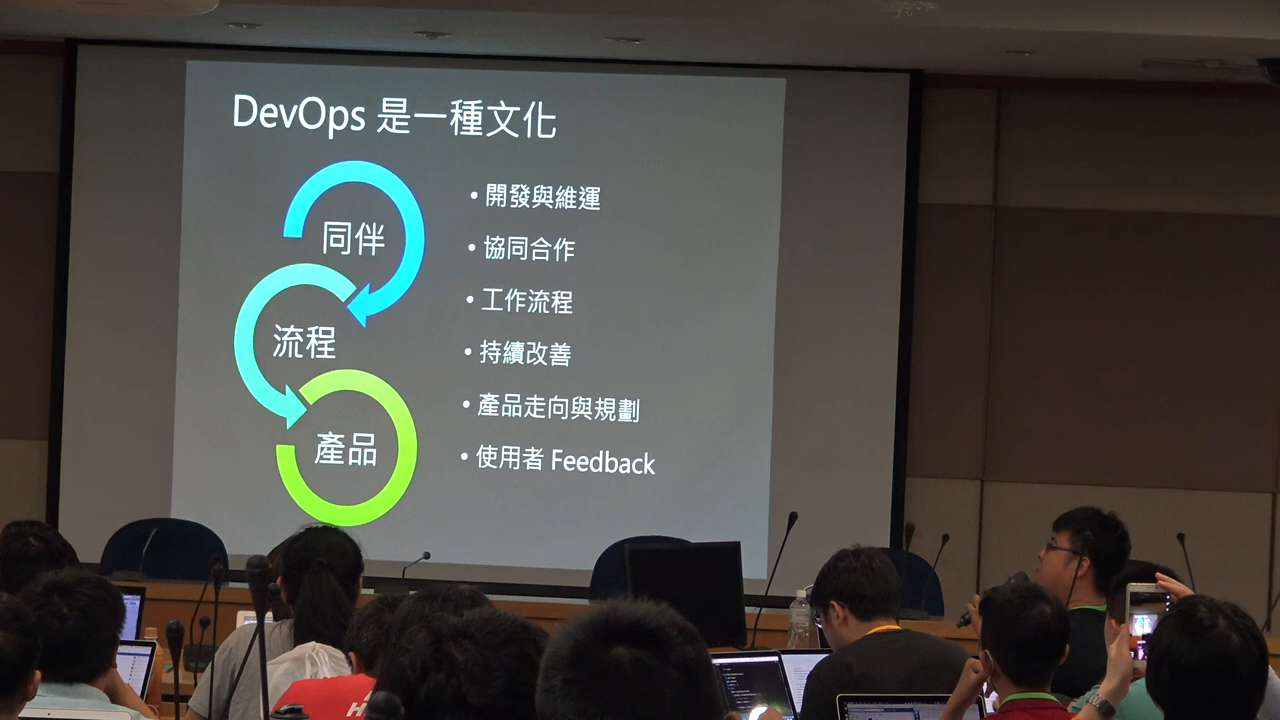 DevOps 是一種文化
同伴
流程
產品
• 開發與維運
• 協同合作
• 工作流程
• 持續改善
• 產品走向與規劃
• 使用者 Feedback